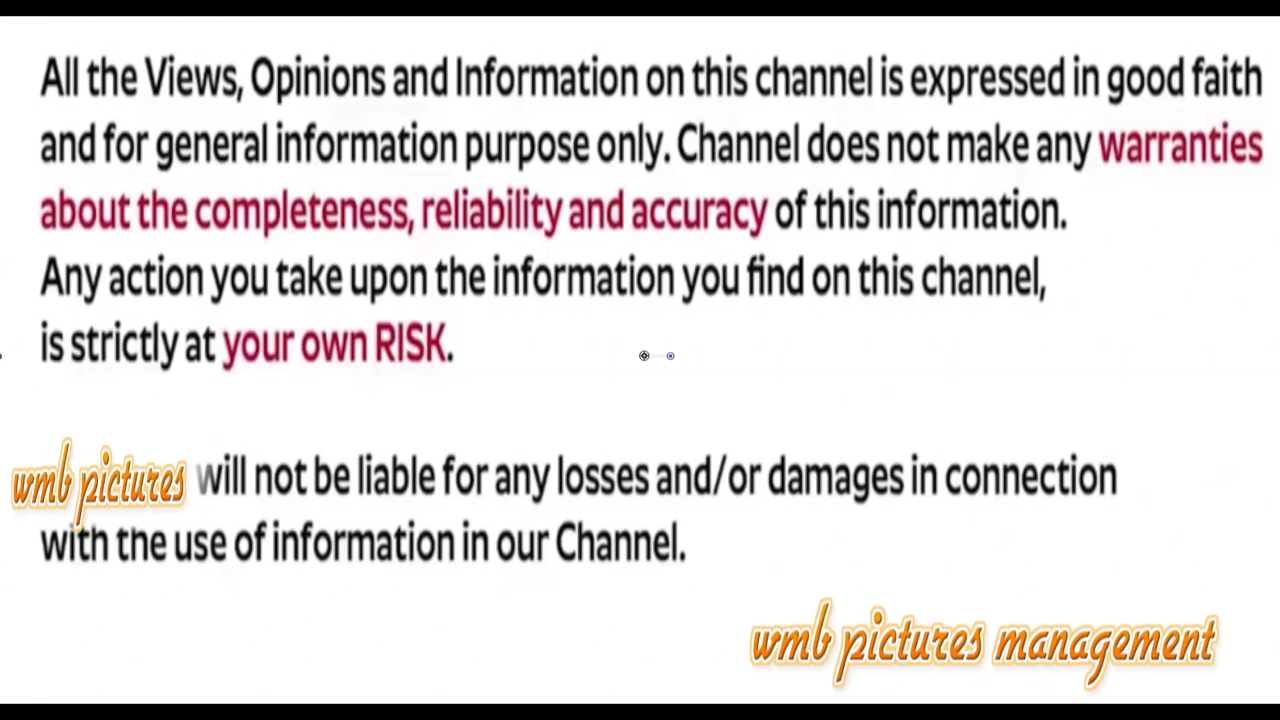 All the Views, Opinions and Information on this channel is expressed in good faith
and for general information purpose only. Channel does not make any warranties
about the completeness, reliability and accuracy of this information.
Any action you take upon the information you find on this channel,
is strictly at your own RISK.
wmb pictures will not be liable for any losses and/or damages in connection
with the use of information in our Channel.
wmb pictures management